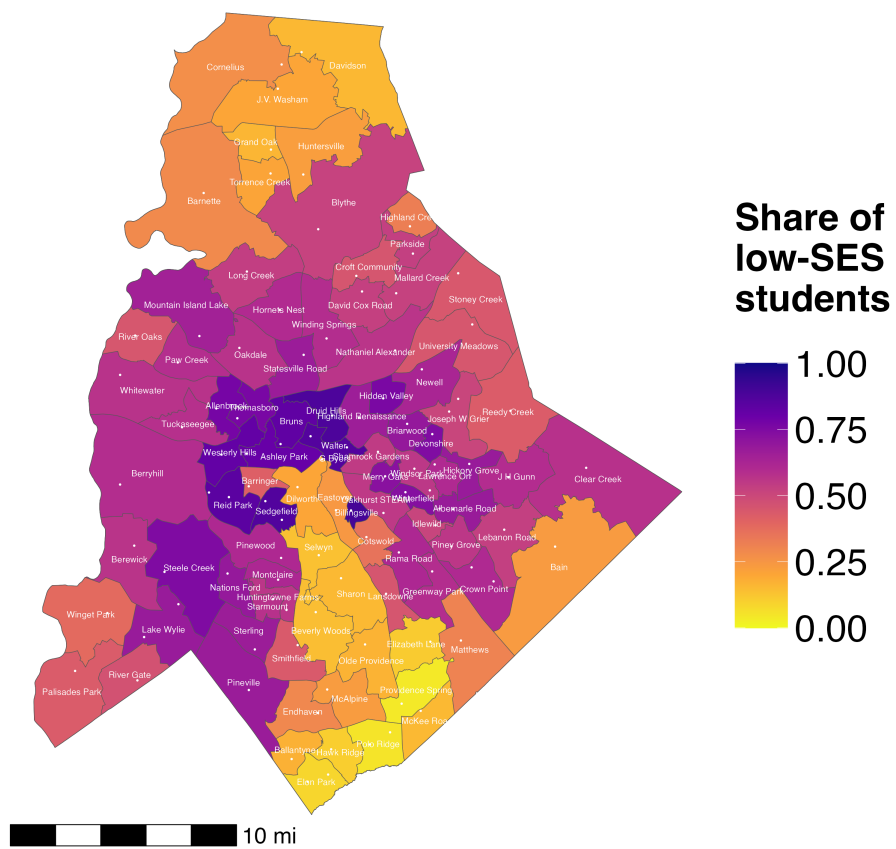 Cornelius
Davidson
J.V. Washam
Grand Oak
Huntersville
Torrence Creek
Barnette
Blythe
Highland Cre
Parkside
Croft Community
Long Creek
Mallard Creek
Mountain Island Lake
David Cox Road
Stoney Creek
Hornets Nest
Winding Springs
River Oaks
University Meadows
Paw Creek
Oakdale
Nathaniel Alexander
Statesville Road
Newell
Whitewater
Hidden Valley
Allenbrook
Thomasboro
Druid Hills
Highland Renaissance
Reedy Creek
Joseph W Grier
Tuckaseegee
Bruns
Briarwood
Devonshire
Walter
Westerly Hills
Ashley Park
Shamrock Gardens
Berryhill
Merry Oaks
Windsor Park
Lawrence Orr
Hickory Grove
J H Gunn
Clear Creek
Barringer
Dilworth
Eastover
Oakhurst STEAM
Reid Park
Sedgefield
Billingsville
Albemarle Road
Idlewild
Cotswold
Lebanon Road
Pinewood
Selwyn
Piney Grove
Berewick
Rama Road
Steele Creek
Bain
Montclaire
Nations Ford
Sharon
Lansdowne
Greenway Park
Crown Point
Huntingtowne Farms
Starmount
Winget Park
Lake Wylie
Sterling
Beverly Woods
Elizabeth Lane
Matthews
Smithfield
Olde Providence
River Gate
Palisades Park
Pineville
Providence Spring
McAlpine
Endhaven
McKee Roa
Polo Ridge
Ballantyne
Hawk Ridge
Elon Park
10 mi
Share of
low-SES
students
1.00
0.75
0.50
0.25
0.00